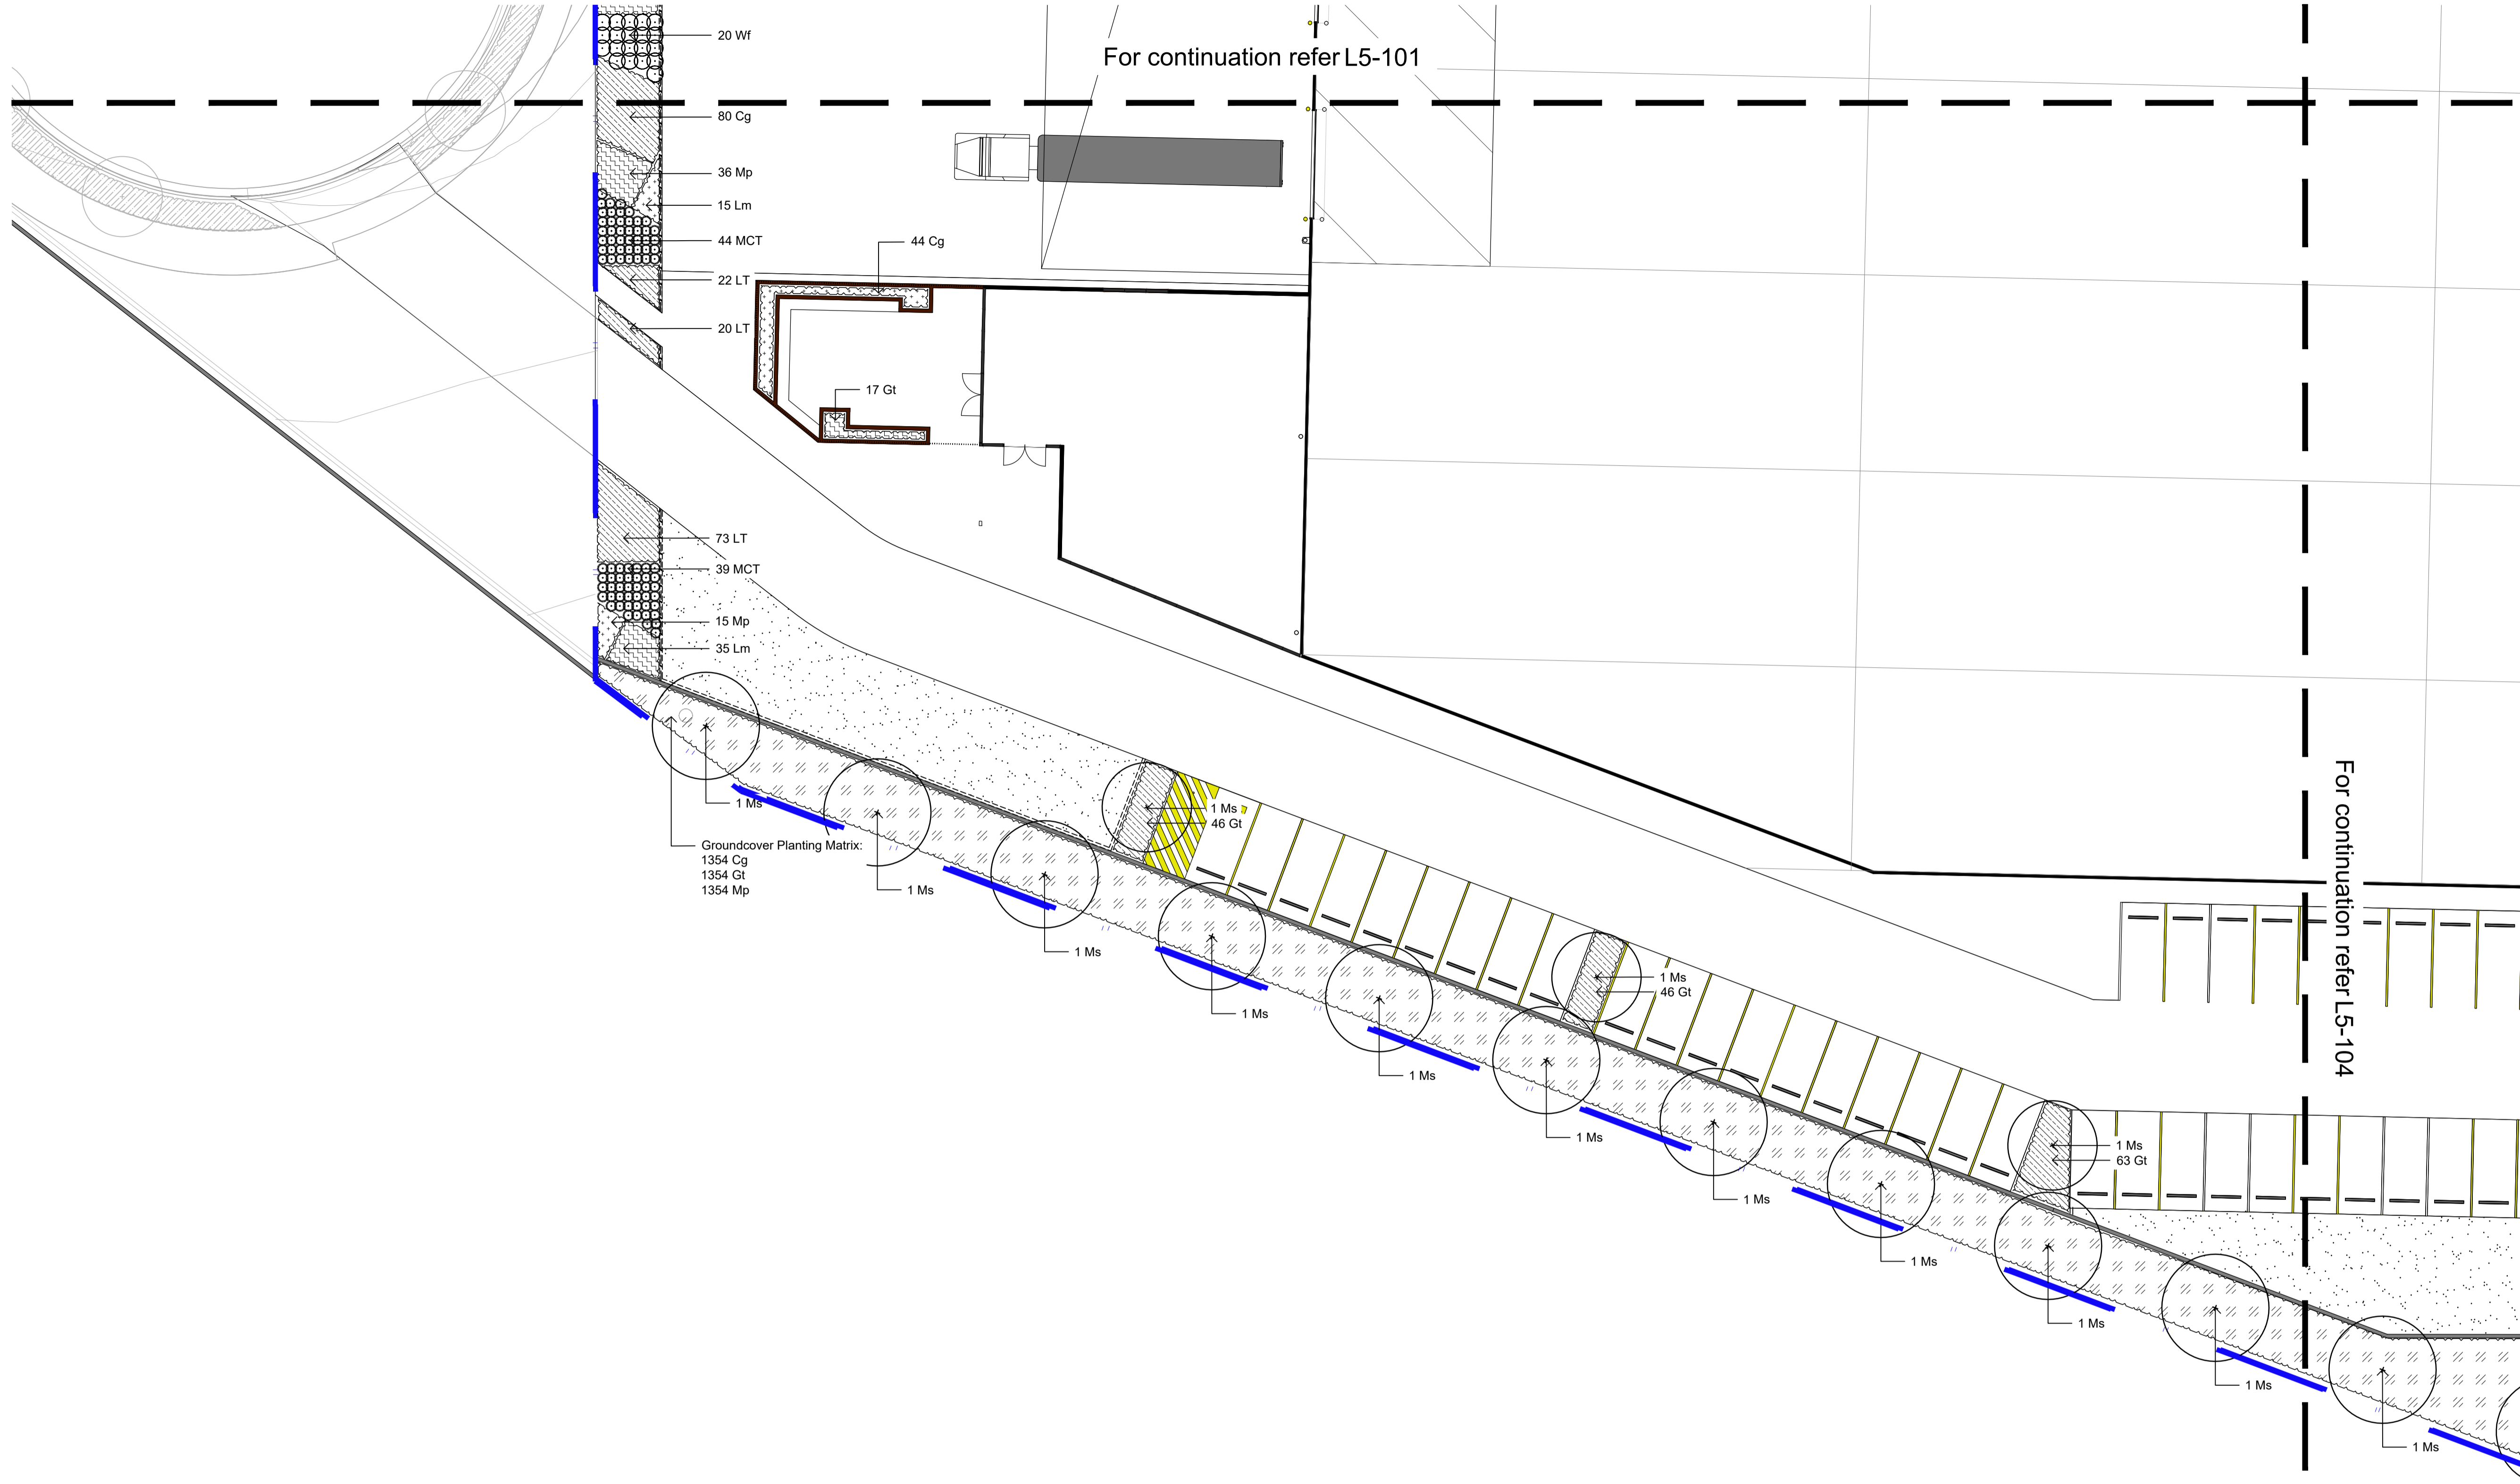 20 Wf
For continuation refer L5-101
80 Cg
36 Mp
15 Lm
44 MCT
44 Cg
22 LT
20 LT
17 Gt
73 LT
39 MCT
15 Mp
35 Lm
1 Ms
Groundcover Planting Matrix:
1354 Cg
1354 Gt
1354 Mp
1 Ms
1 Ms
46 Gt
1 Ms
1 Ms
1 Ms
1 Ms
46 Gt
1 Ms
1 Ms
1 Ms
1 Ms
63 Gt
1 Ms
1 Ms
1 Ms
For continuation refer L5-104